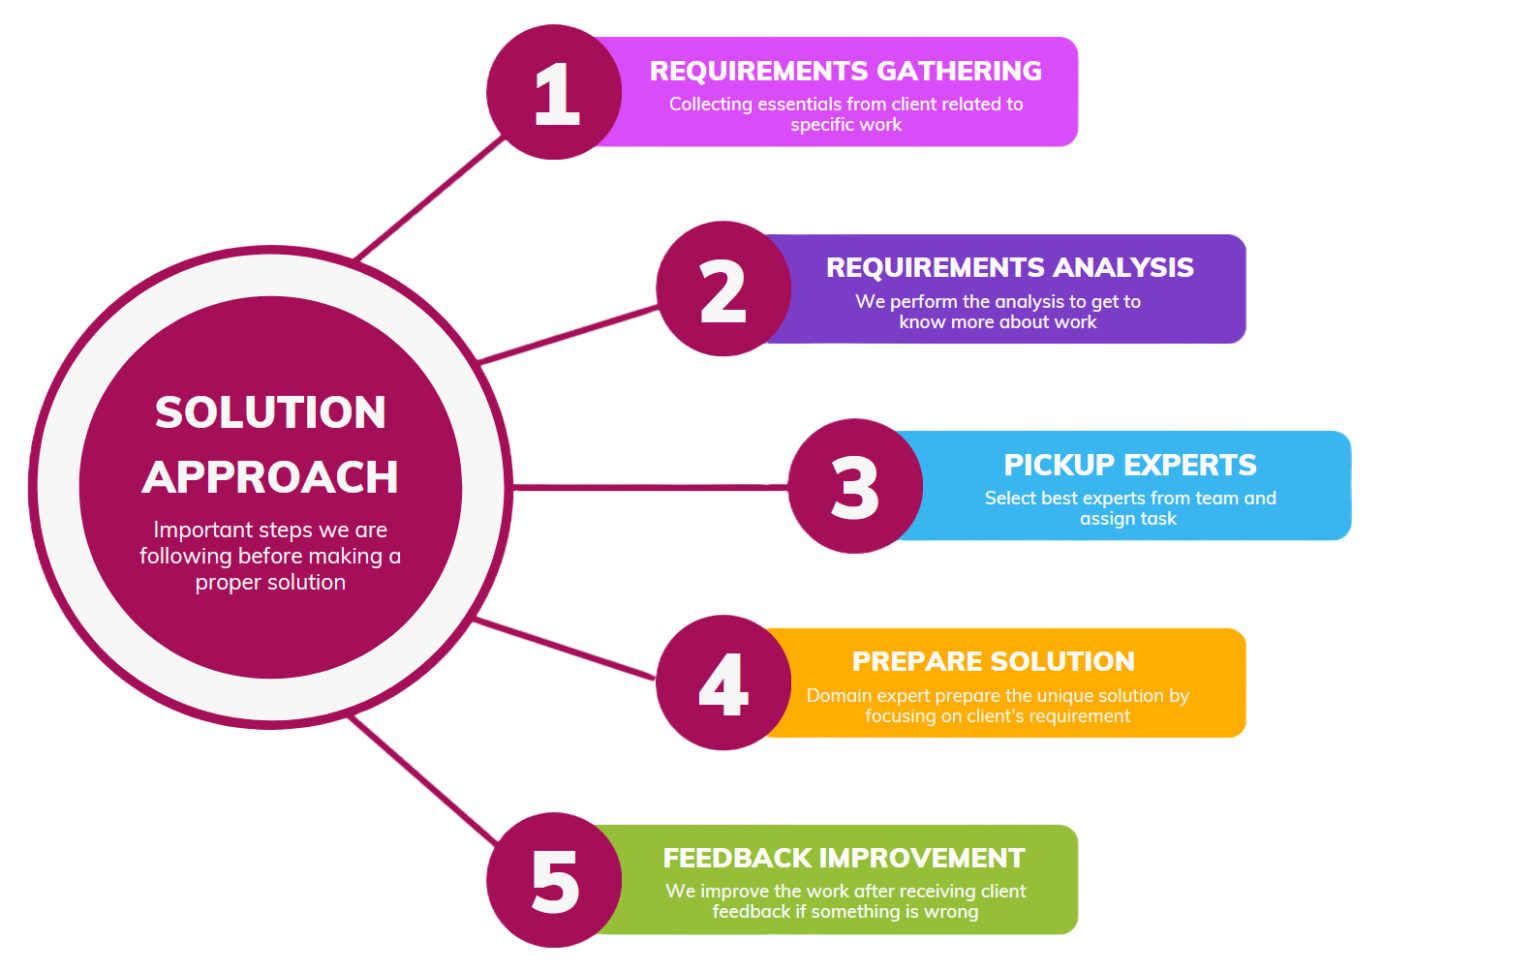 SOLUTION
APPROACH
Important steps we are
following before making a
proper solution
1
REQUIREMENTS GATHERING
Collecting essentials from client related to
specific work
2
REQUIREMENTS ANALYSIS
We perform the analysis to get to
know more about work
3
PICKUP EXPERTS
Select best experts from team and
assign task
4
PREPARE SOLUTION
Domain expert prepare the unique solution by
focusing on client's requirement
5
FEEDBACK IMPROVEMENT
We improve the work after receiving client
feedback if something is wrong